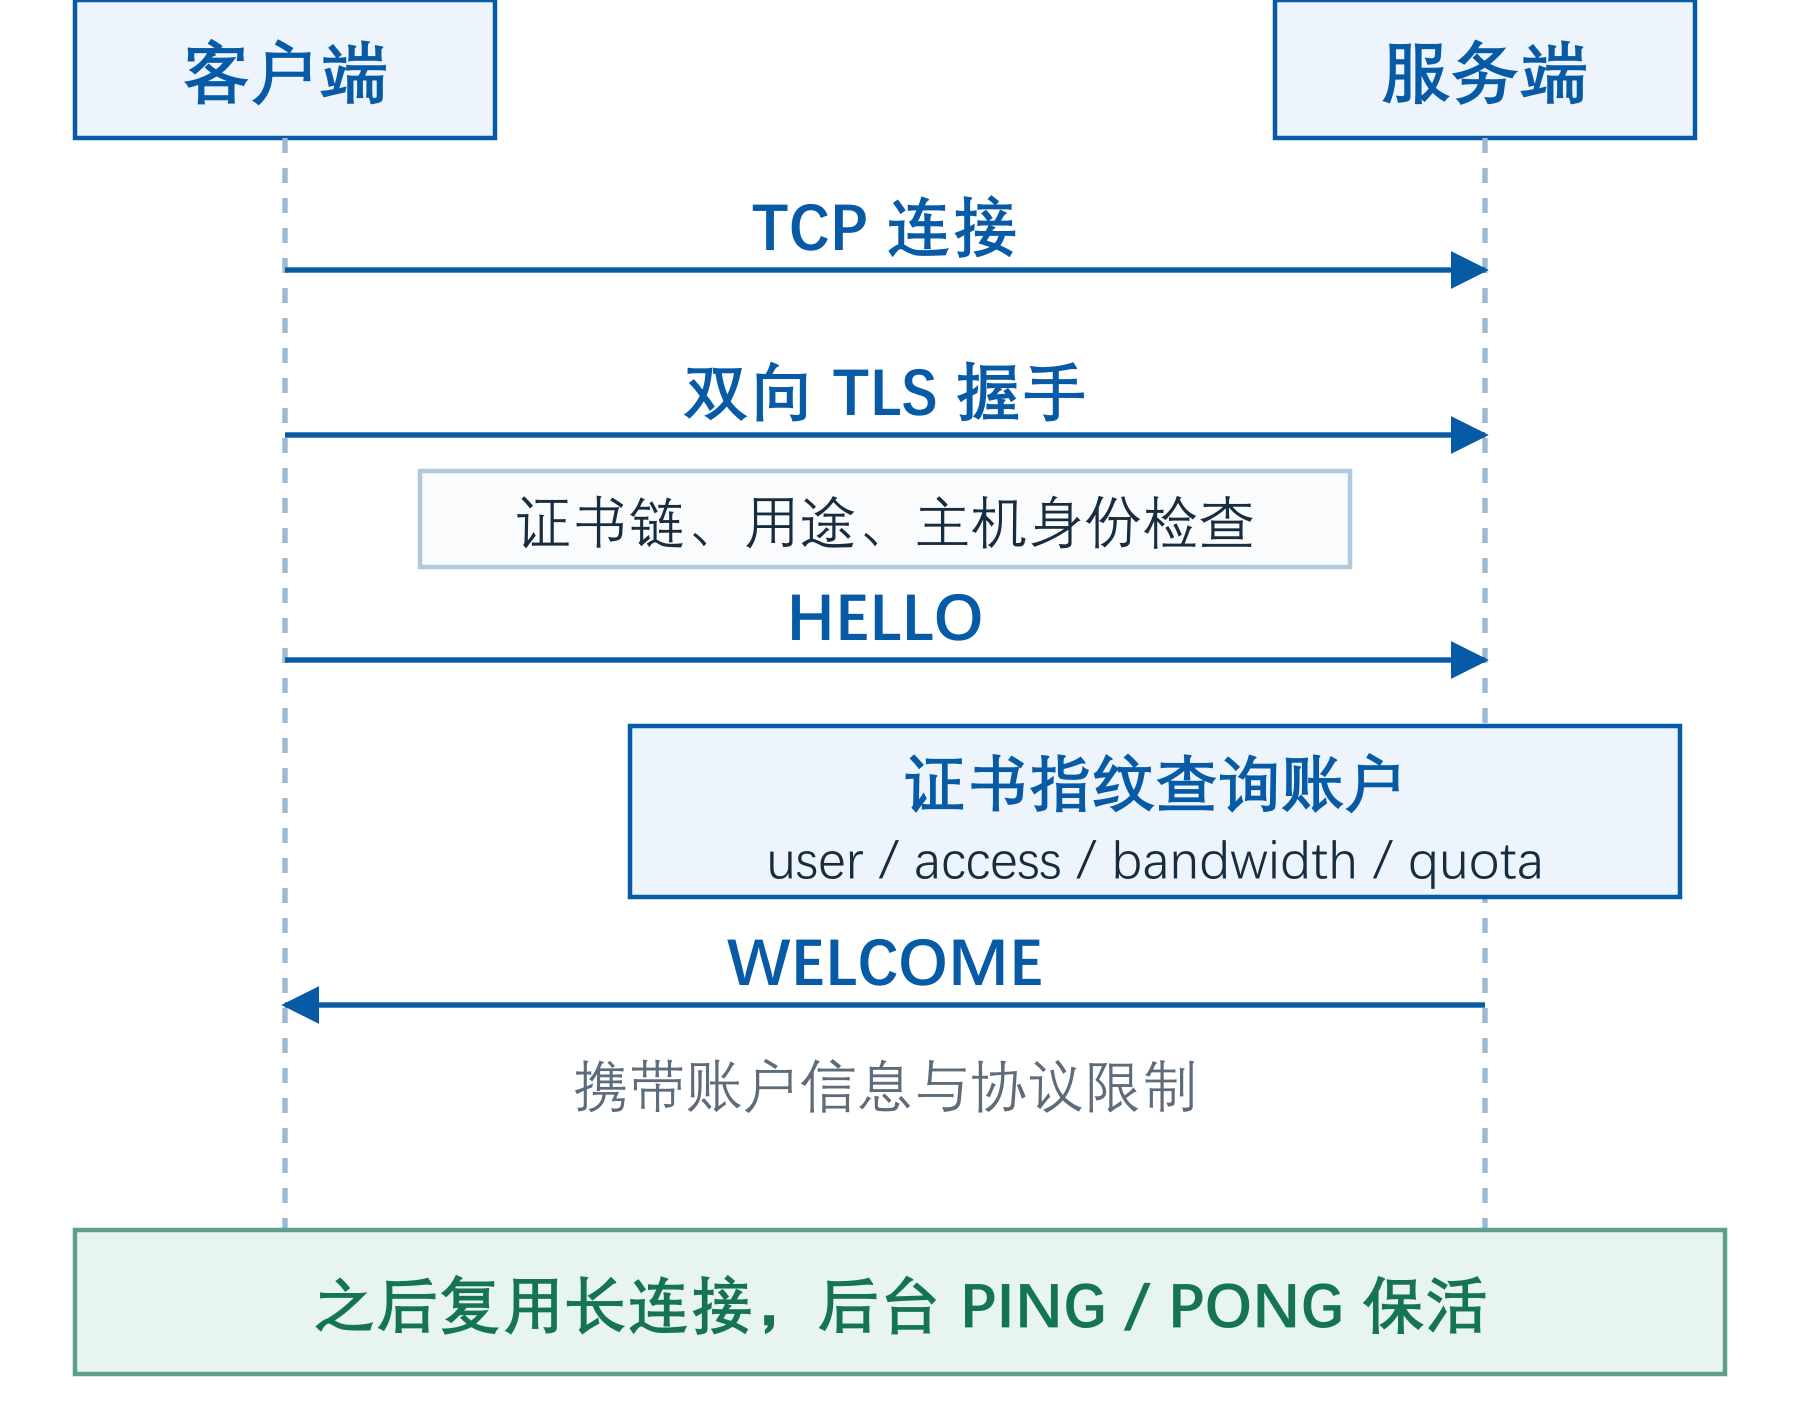 客户端
服务端
TCP 连接
双向 TLS 握手
证书链、用途、主机身份检查
HELLO
证书指纹查询账户
user / access / bandwidth / quota
WELCOME
携带账户信息与协议限制
之后复用长连接，后台 PING / PONG 保活